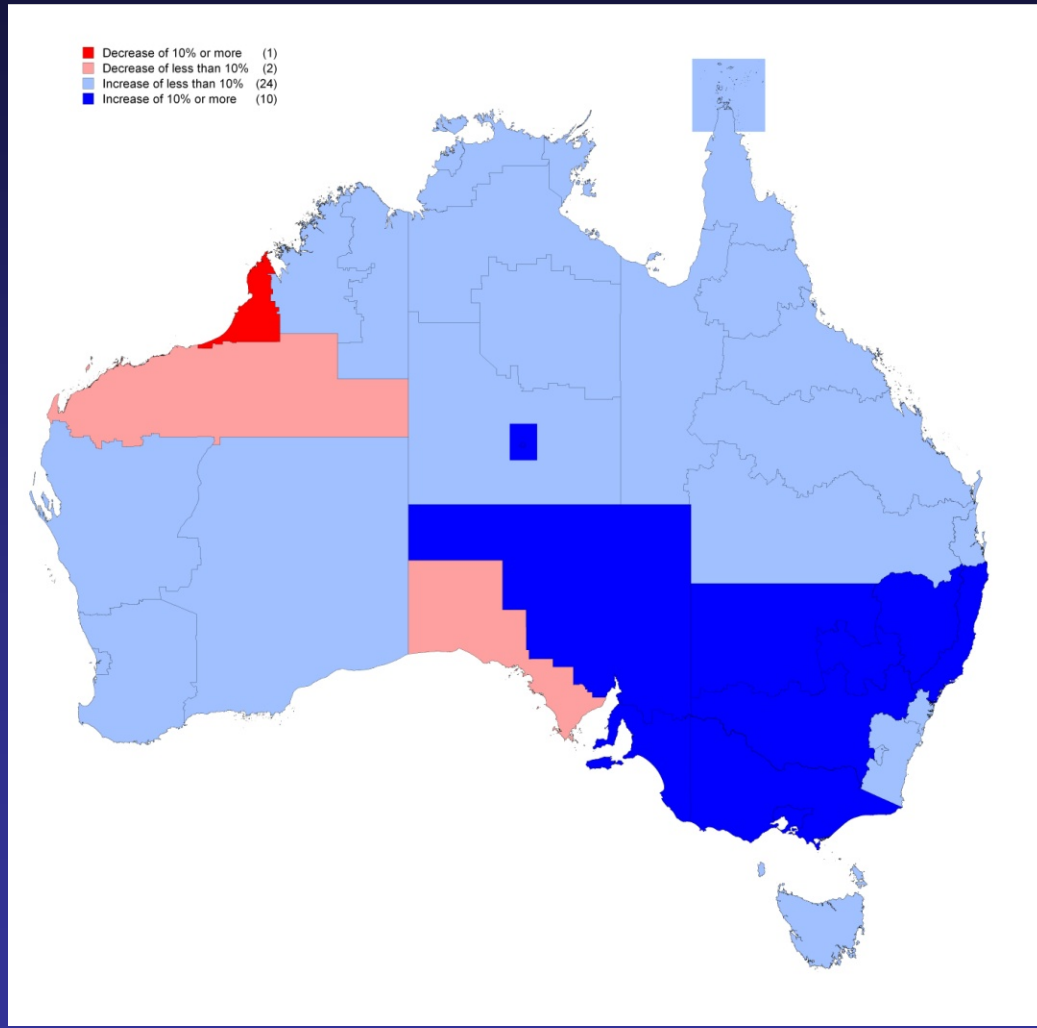 Decrease of 10% or more (1)
Decrease of less than 10% (2)
Increase of less than 10% (24)
Increase of 10% or more (10)